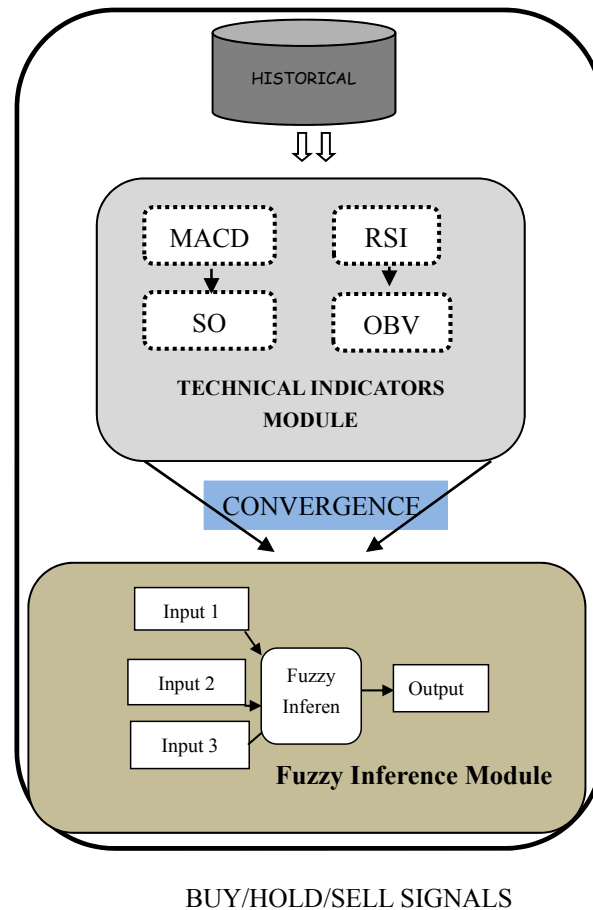 HISTORICAL
MACD
RSI
SO
OBV
TECHNICAL INDICATORS
MODULE
CONVERGENCE
Input 1
Input 2
Input 3
Fuzzy
Inferen
Output
Fuzzy Inference Module
BUY/HOLD/SELL SIGNALS